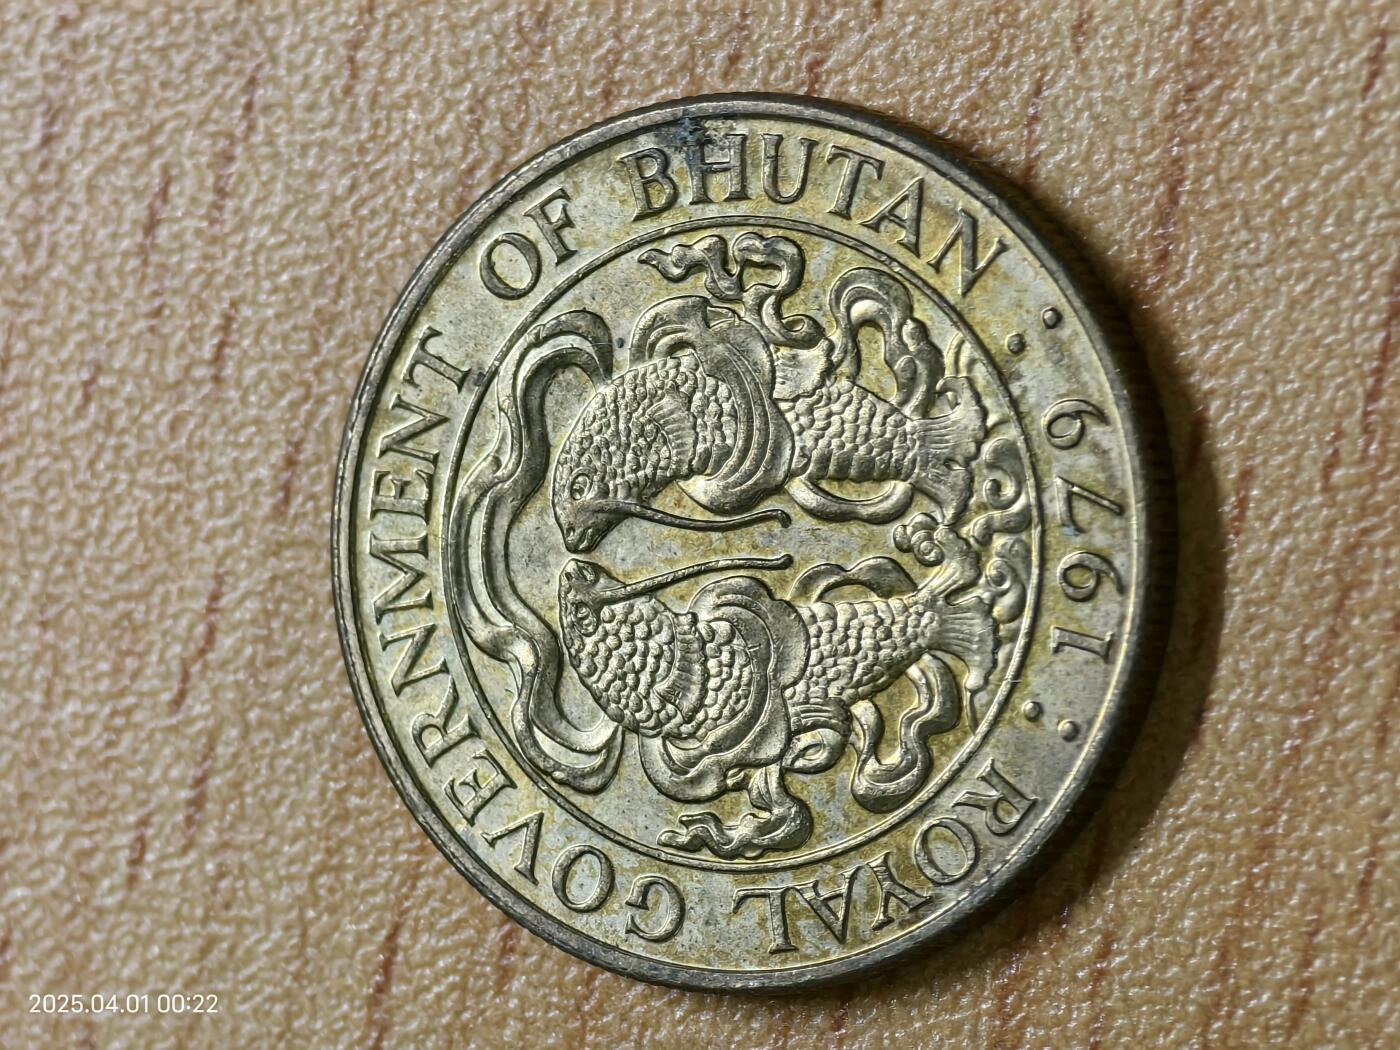 ROYAL GOVERNMENT OF BHUTAN
1979
2025.04.01 00:22